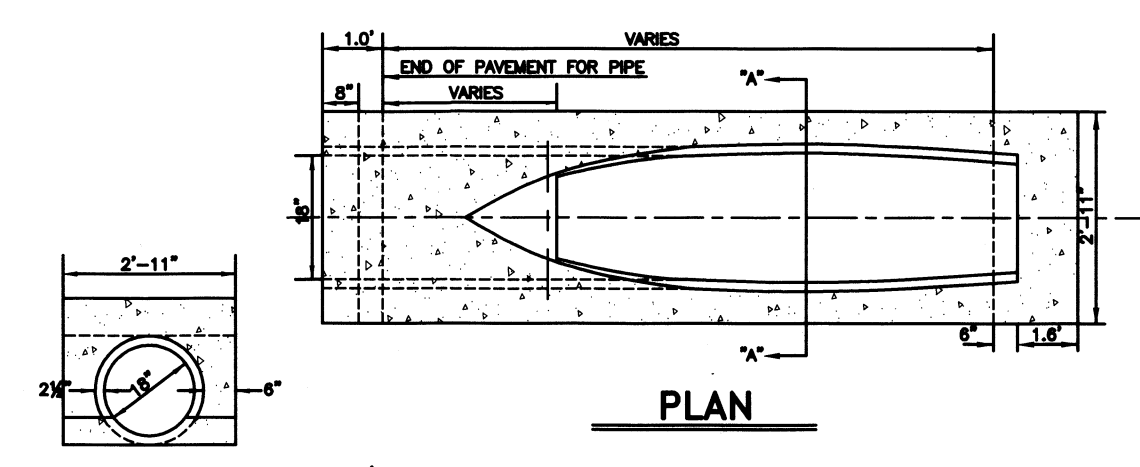 1.0'
VARIES
END OF PAVEMENT FOR PIPE
"A"
8"
VARIES
18"
2'-11"
2'-11"
6"
1.6'
"A"
2½"
18"
6"
PLAN